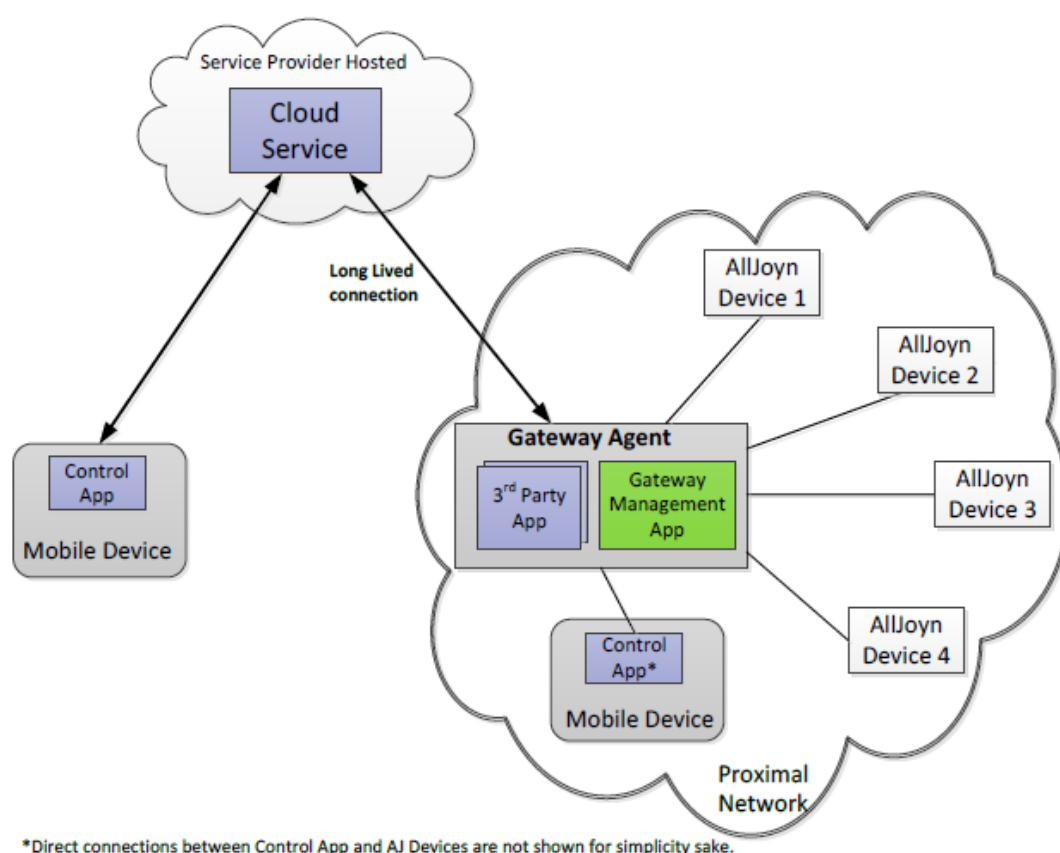 Service Provider Hosted
Cloud
Service
Long Lived
connection
AllJoyn
Device 1
AllJoyn
Device 2
Gateway Agent
3rd Party
App
Gateway
Management
App
AllJoyn
Device 3
Control
App
Mobile Device
AllJoyn
Device 4
Control
App*
Mobile Device
Proximal
Network
*Direct connections between Control App and AJ Devices are not shown for simplicity sake.